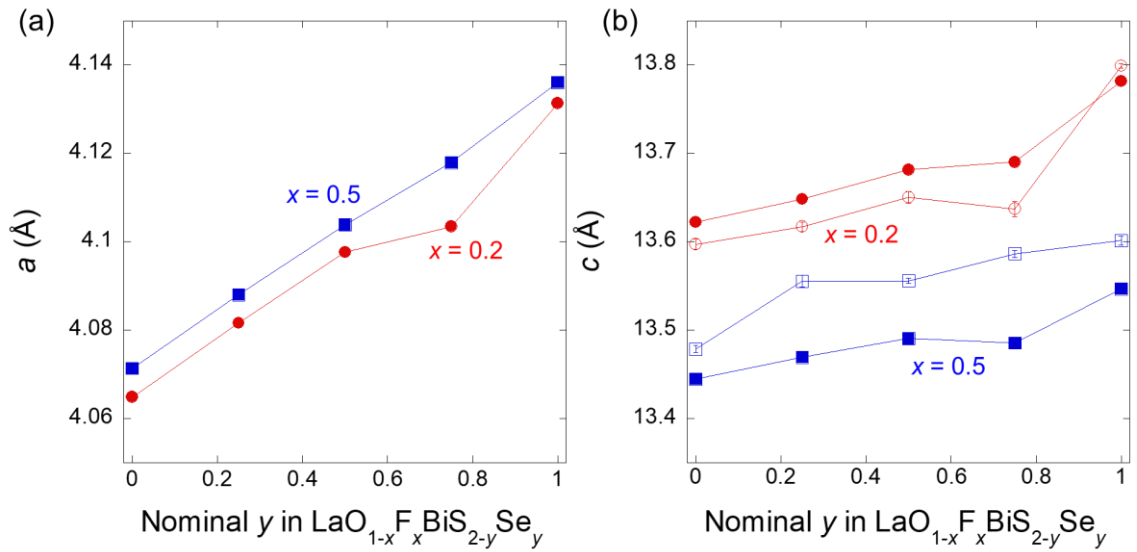 (a)
4.14
4.12
4.1
4.08
4.06
a (Å)
x = 0.5
x = 0.2
0 0.2 0.4 0.6 0.8 1
Nominal y in LaO1-xFxBiS2-ySey
(b)
13.8
13.7
13.6
13.5
13.4
c (Å)
x = 0.2
x = 0.5
0 0.2 0.4 0.6 0.8 1
Nominal y in LaO1-xFxBiS2-ySey